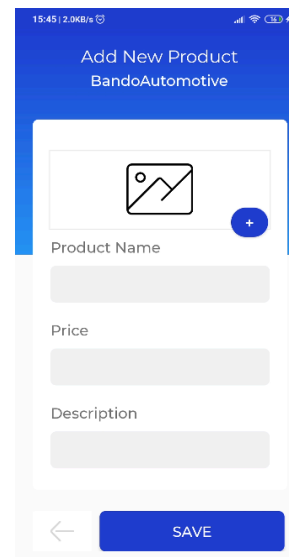 15:45 | 2.0KB/s
Add New Product
BandoAutomotive
+
Product Name
Price
Description
SAVE